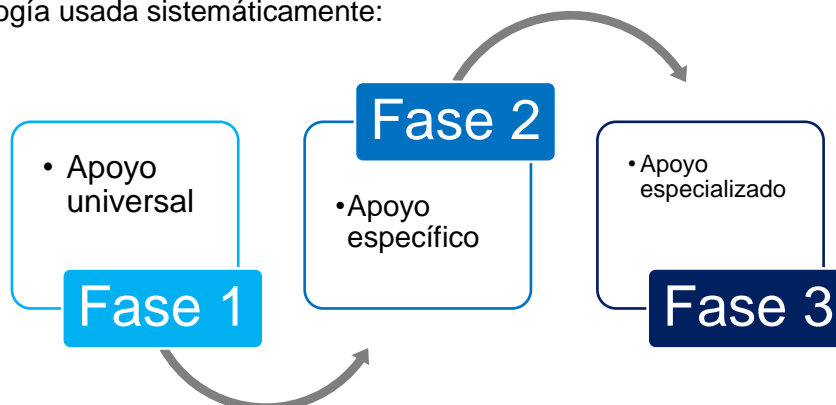 ogía usada sistemáticamente:
• Apoyo
universal
Fase 1
Fase 2
•Apoyo
específico
• Apoyo
especializado
Fase 3